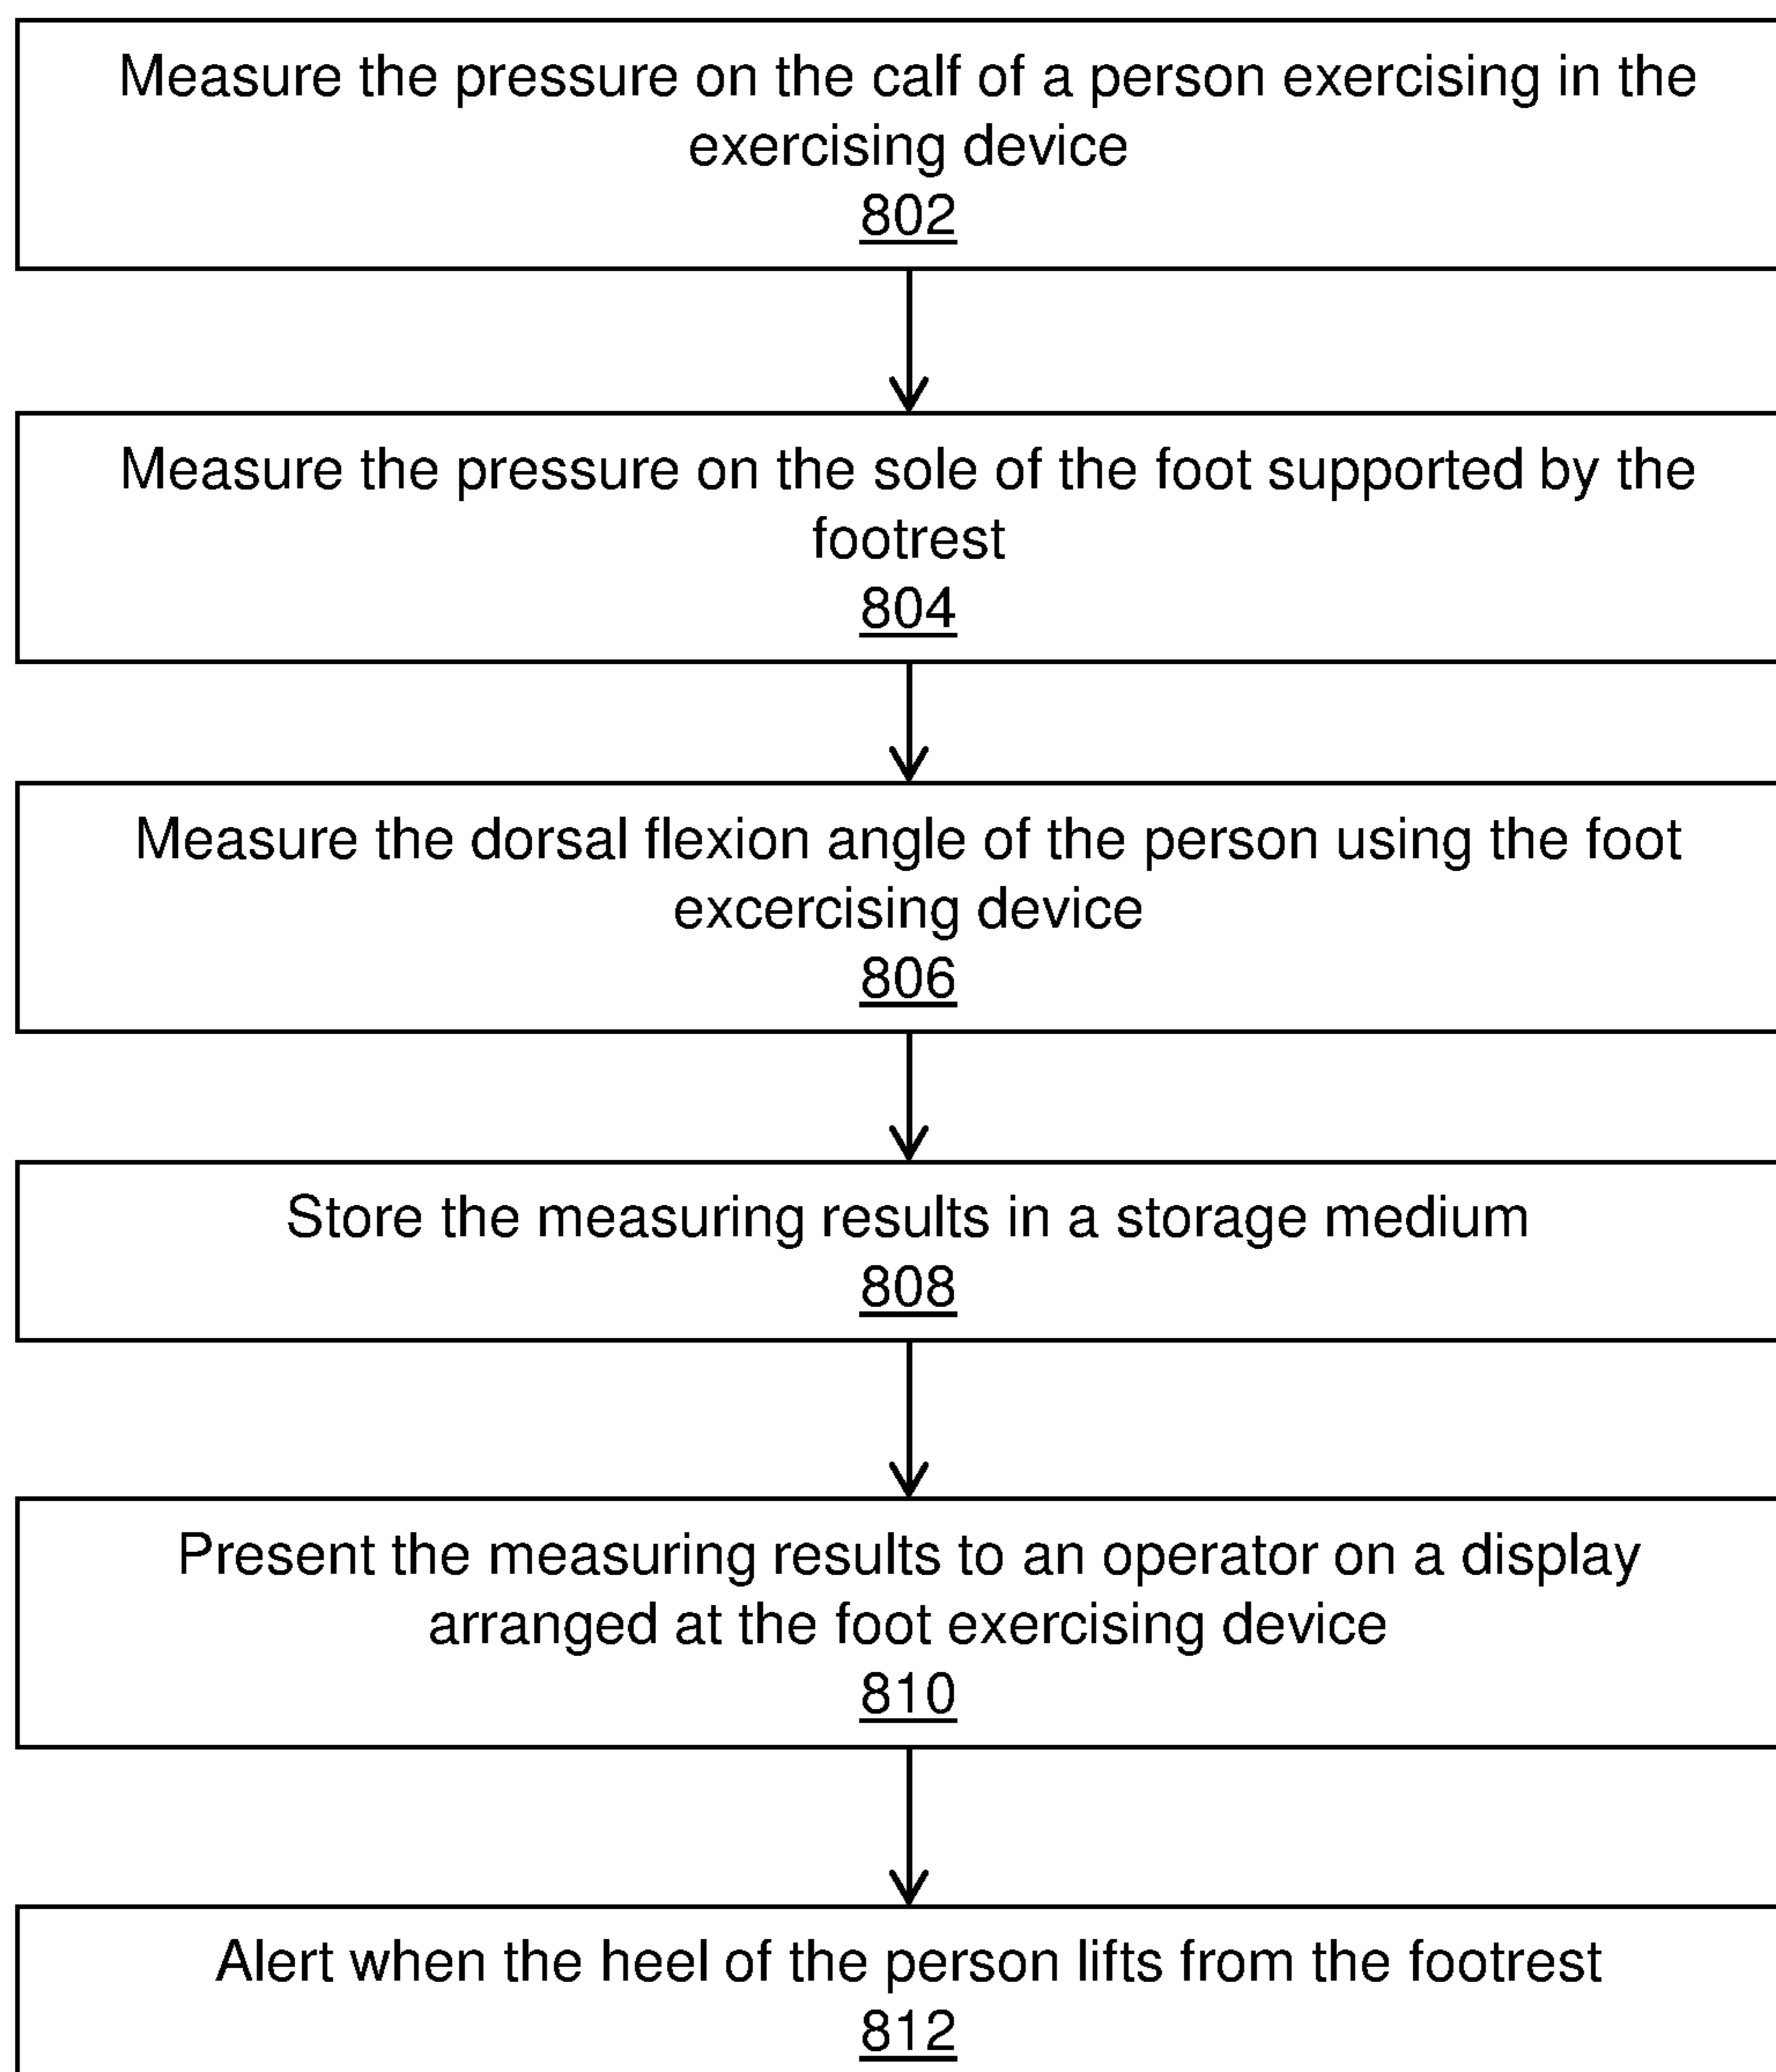 Measure the pressure on the calf of a person exercising in the
exercising device
802
Measure the pressure on the sole of the foot supported by the
footrest
804
Measure the dorsal flexion angle of the person using the foot
excercising device
806
Store the measuring results in a storage medium
808
Present the measuring results to an operator on a display
arranged at the foot exercising device
810
Alert when the heel of the person lifts from the footrest
812